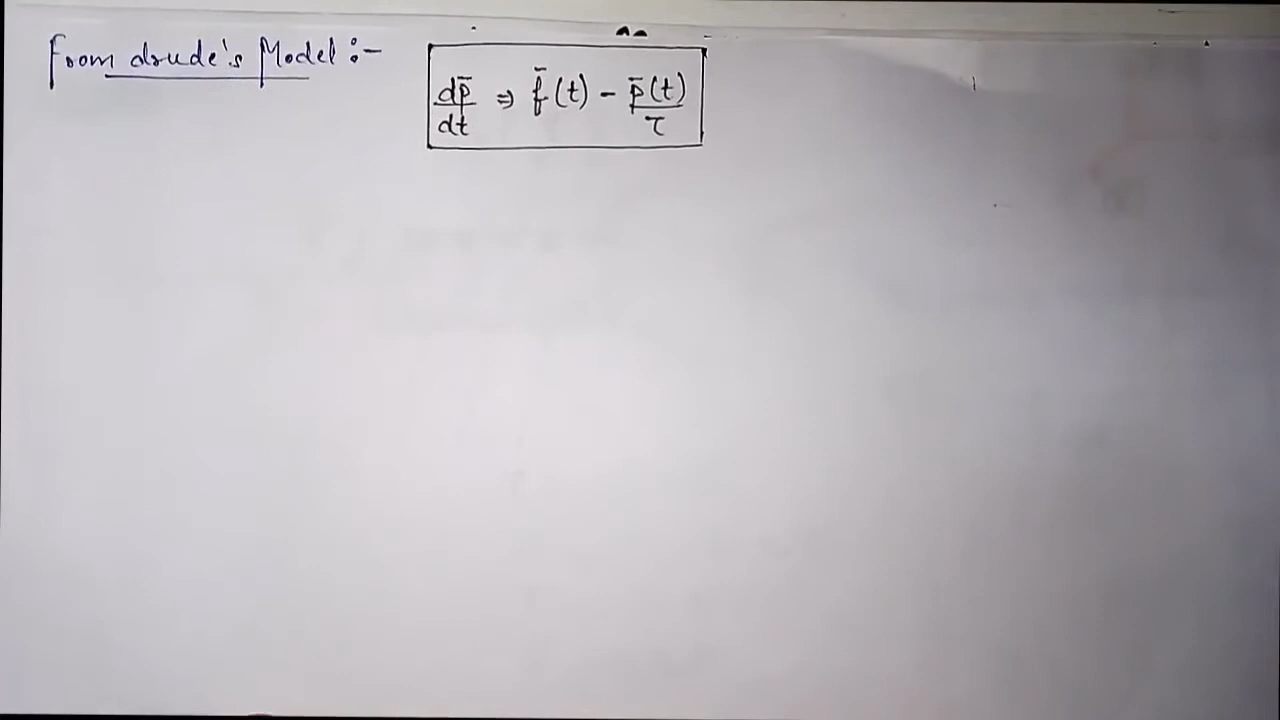 From drude's Model :-
dp̄/dt ⇒ f̄(t) - p̄(t)/τ